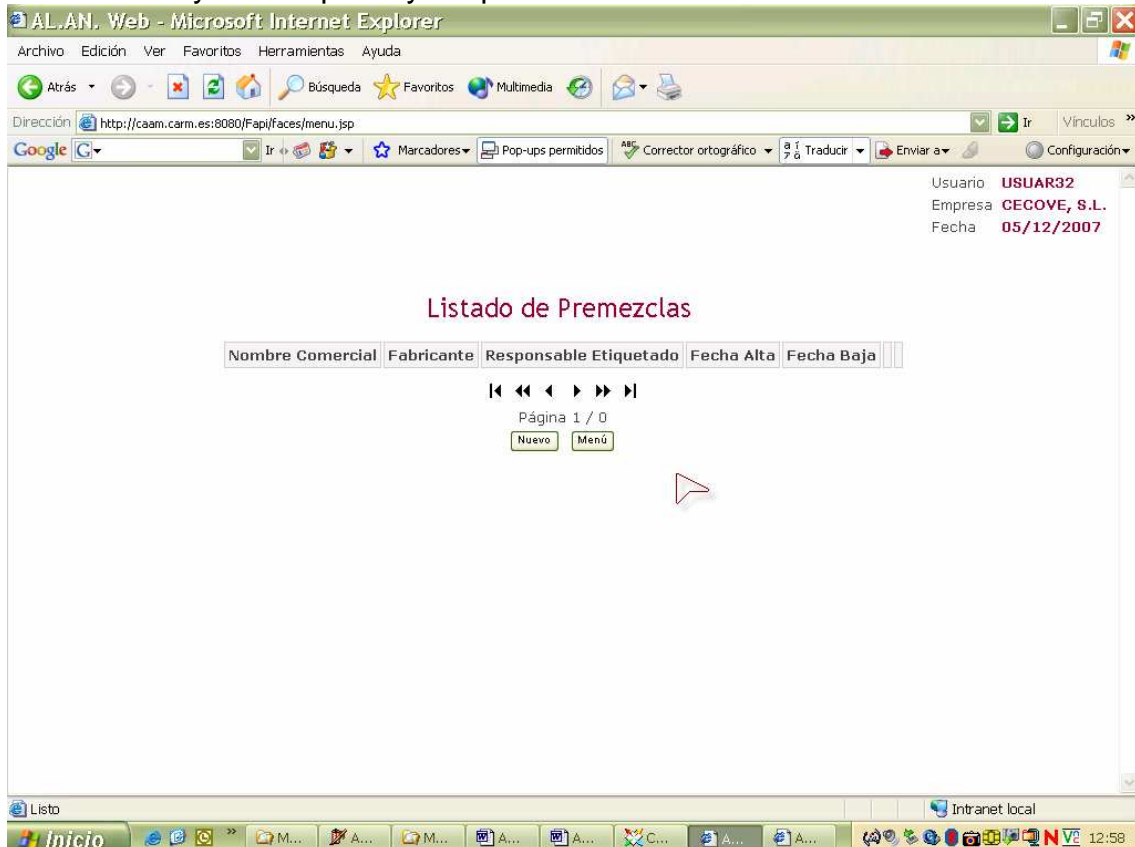 AL.AN. Web - Microsoft Internet Explorer
Archivo Edición Ver Favoritos Herramientas Ayuda
Atrás Búsqueda Favoritos Multimedia
Dirección http://caam.carm.es:8080/Fapi/faces/menu.jsp Ir Vínculos »
Google G Ir Marcadores Pop-ups permitidos Corrector ortográfico Traducir Enviar a Configuración
Usuario USUAR32
Empresa CECOVE, S.L.
Fecha 05/12/2007
Listado de Premezclas
Nombre Comercial Fabricante Responsable Etiquetado Fecha Alta Fecha Baja
Página 1 / 0
Nuevo Menú
Listo Intranet local
Inicio » M... A... M... A... A... C... A... A... N V2 12:58